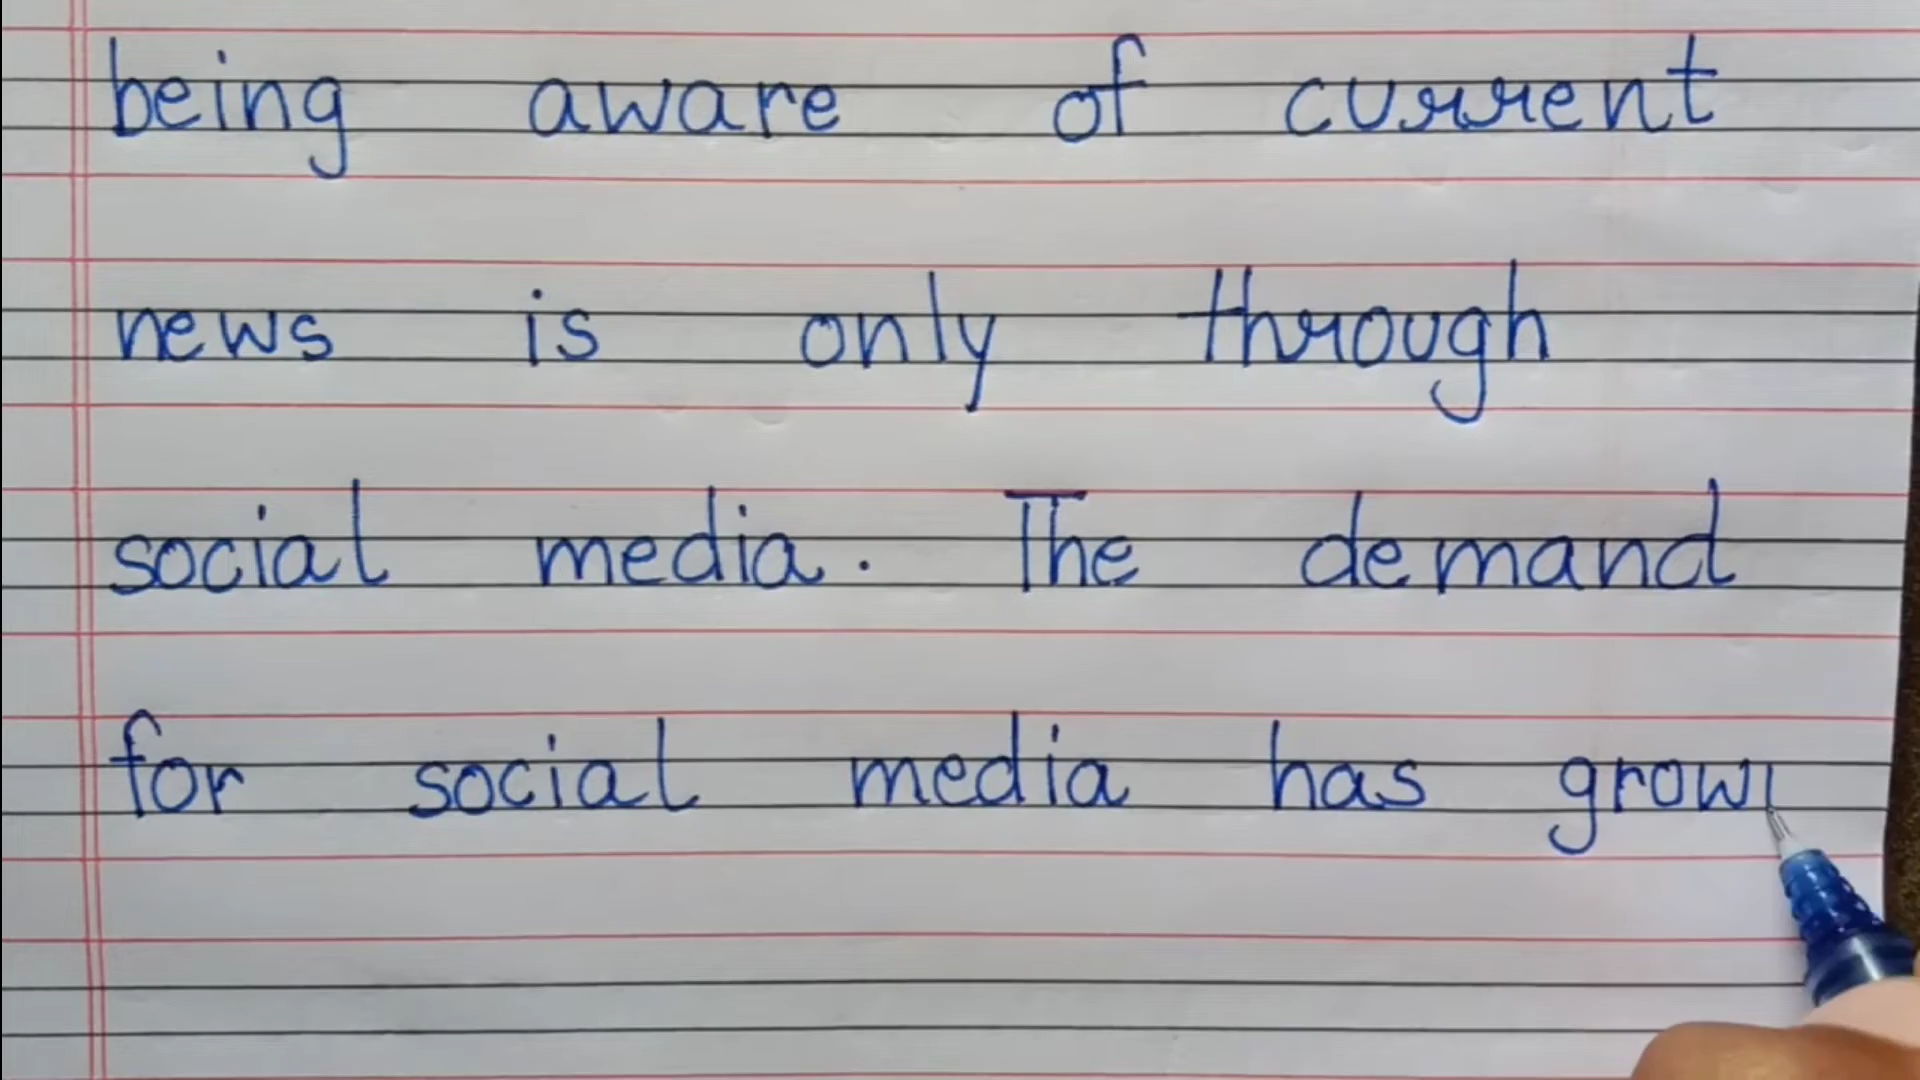 being aware of current
news is only through
social media. The demand
for social media has grow